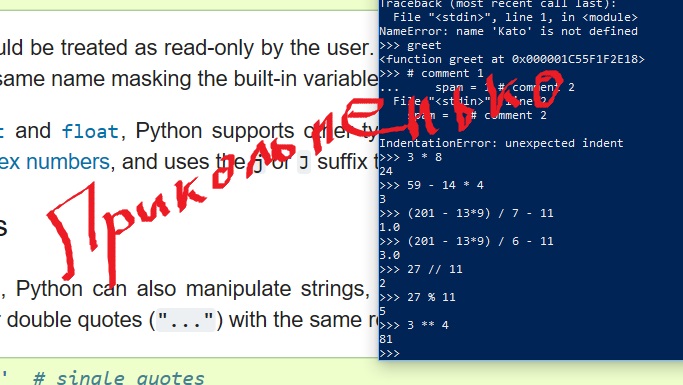 uld be treated as read-only by the user.
same name masking the built-in variable
and float, Python supports other ty
ex numbers, and uses the j or J suffix t
s
, Python can also manipulate strings,
double quotes ("...") with the same re
' # single quotes
Прикольненько
Traceback (most recent call last):
  File "<stdin>", line 1, in <module>
NameError: name 'Kato' is not defined
>>> greet
<function greet at 0x000001C55F1F2E18>
>>> # comment 1
...     spam = 1 # comment 2
  File "<stdin>", line 2
    spam = 1 # comment 2
IndentationError: unexpected indent
>>> 3 * 8
24
>>> 59 - 14 * 4
3
>>> (201 - 13*9) / 7 - 11
1.0
>>> (201 - 13*9) / 6 - 11
3.0
>>> 27 // 11
2
>>> 27 % 11
5
>>> 3 ** 4
81
>>>